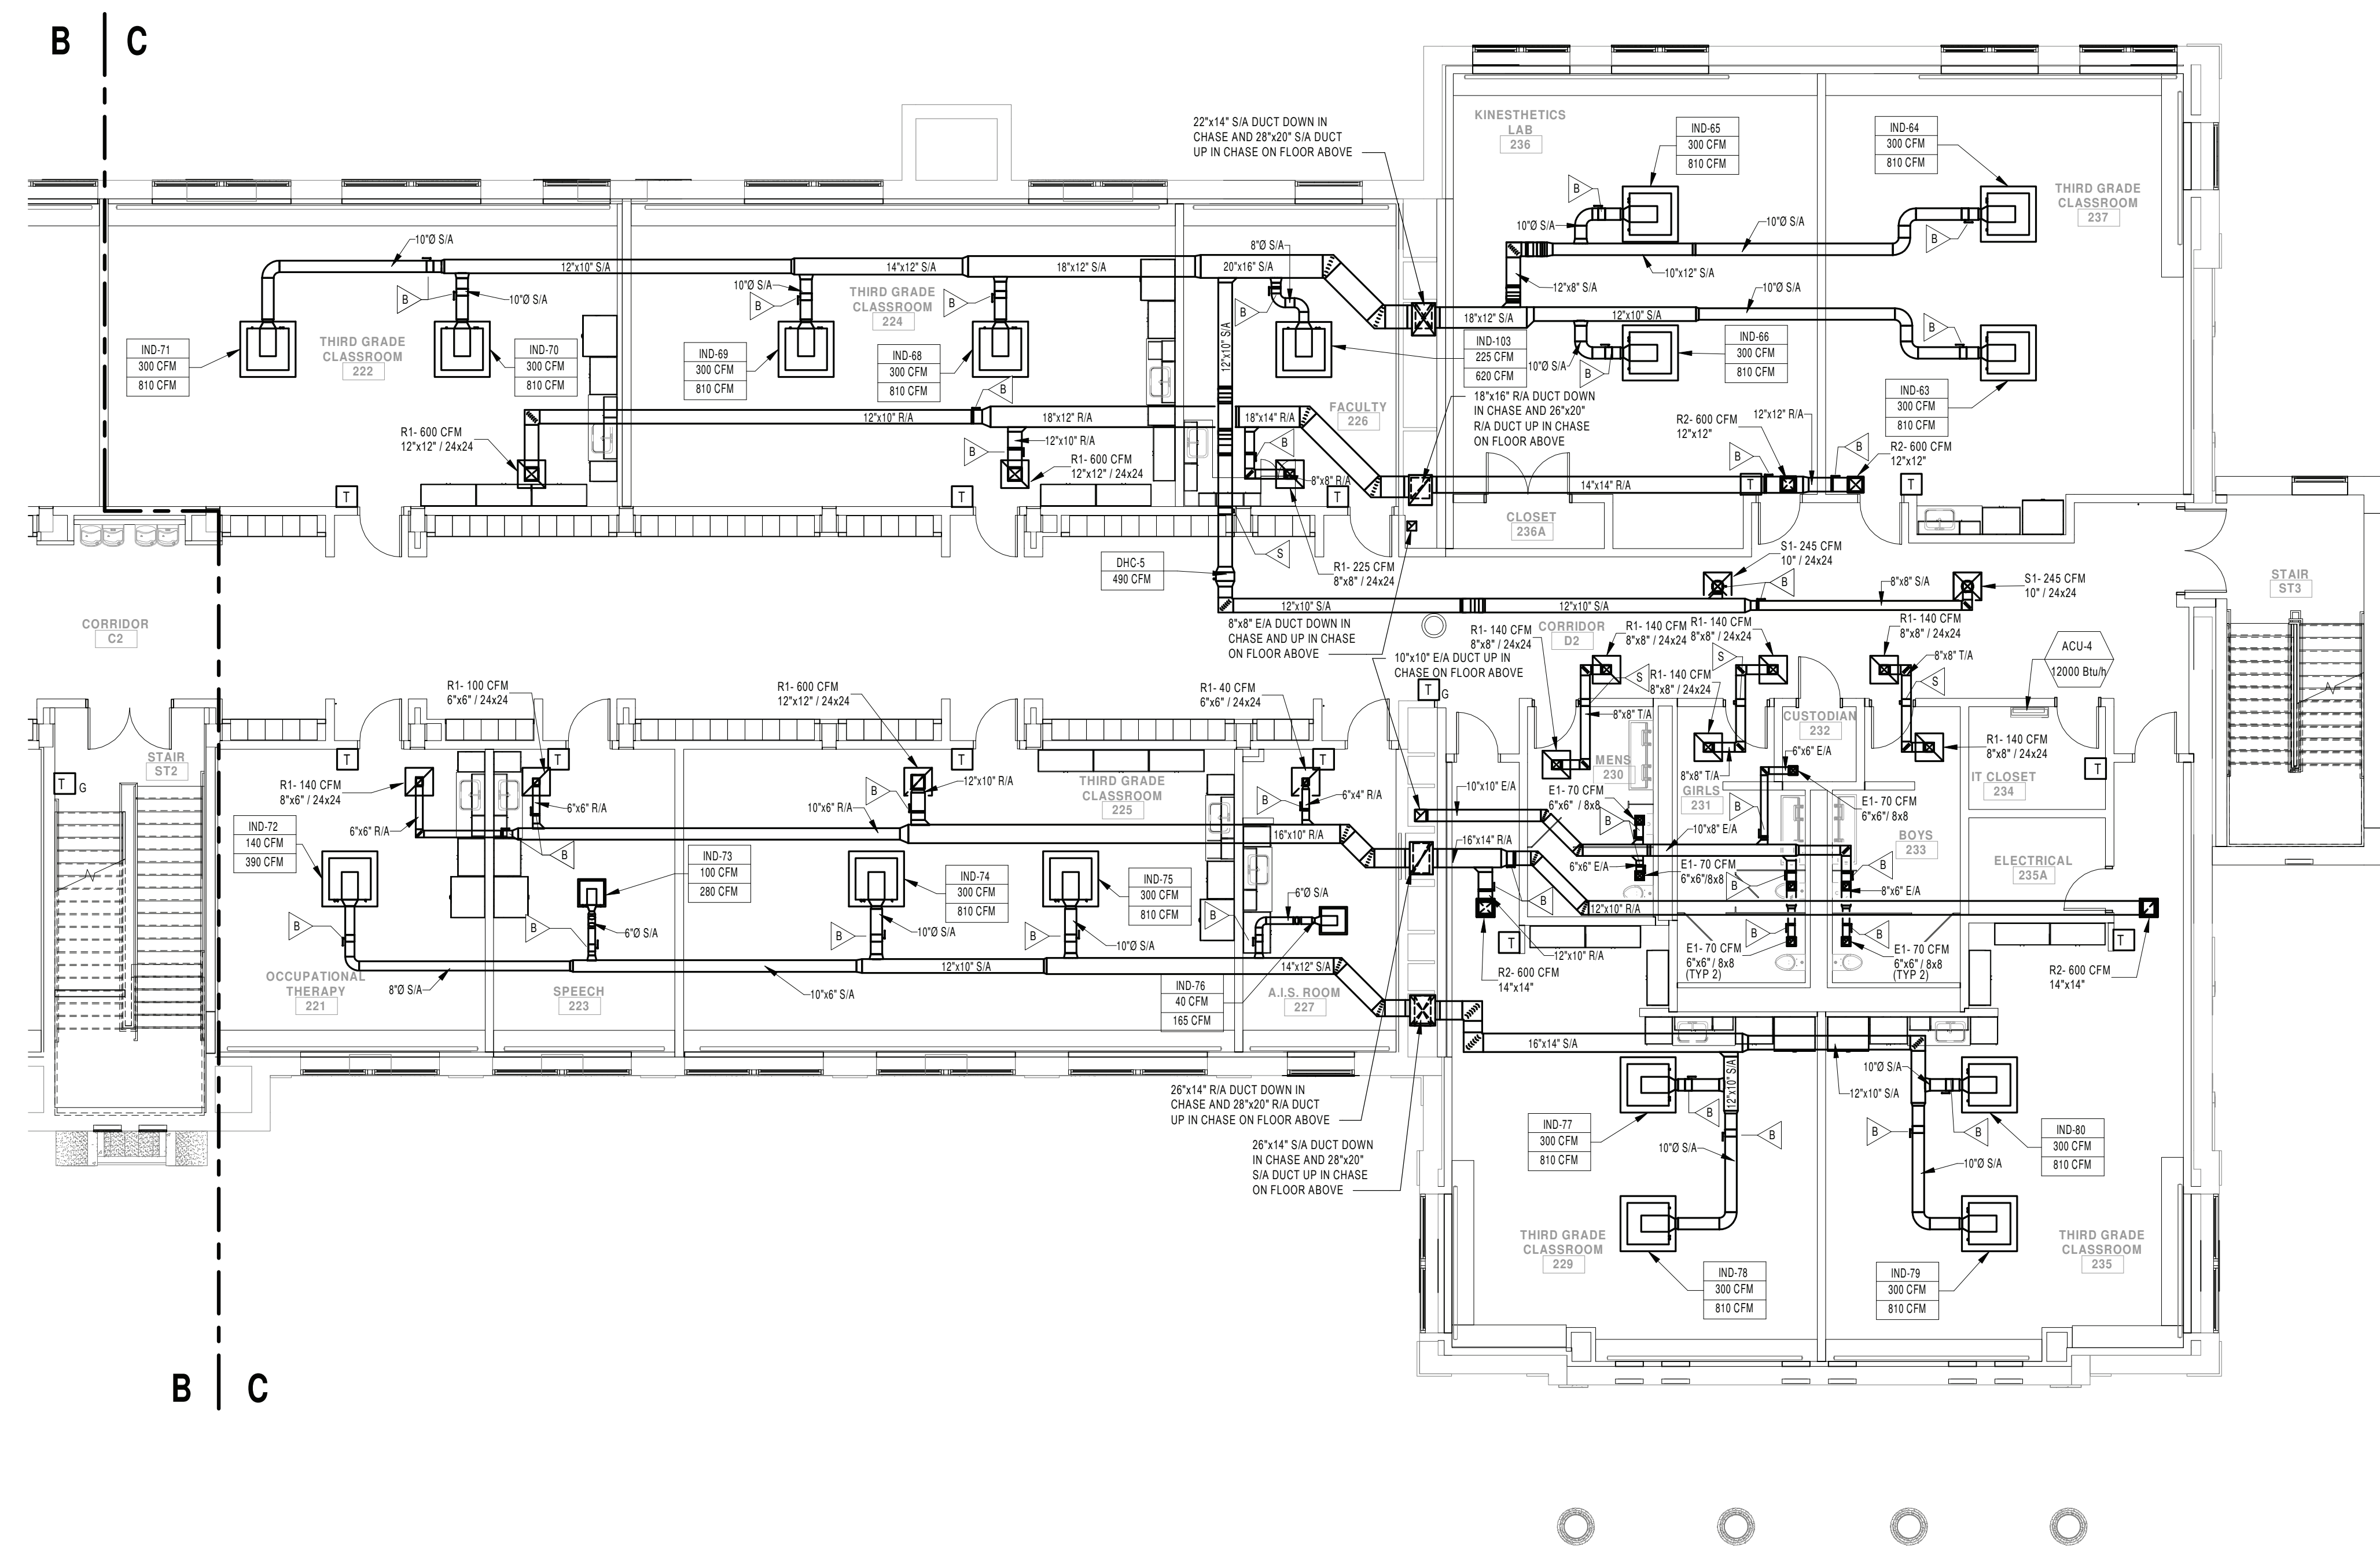 B
C
22"x14" S/A DUCT DOWN IN
CHASE AND 28"x20" S/A DUCT
UP IN CHASE ON FLOOR ABOVE
KINESTHETICS
LAB
236
IND-65
300 CFM
810 CFM
IND-64
300 CFM
810 CFM
THIRD GRADE
CLASSROOM
237
B
10"Ø S/A
10"Ø S/A
B
10"x12" S/A
12"x8" S/A
10"Ø S/A
18"x12" S/A
12"x10" S/A
B
10"Ø S/A
B
IND-66
300 CFM
810 CFM
IND-63
300 CFM
810 CFM
10"Ø S/A
12"x10" S/A
14"x12" S/A
18"x12" S/A
20"x16" S/A
8"Ø S/A
B
10"Ø S/A
10"Ø S/A
B
THIRD GRADE
CLASSROOM
224
B
B
12"x10" S/A
IND-71
300 CFM
810 CFM
THIRD GRADE
CLASSROOM
222
IND-70
300 CFM
810 CFM
IND-69
300 CFM
810 CFM
IND-68
300 CFM
810 CFM
IND-103
225 CFM
620 CFM
B
12"x10" R/A
18"x12" R/A
18"x14" R/A
FACULTY
226
18"x16" R/A DUCT DOWN
IN CHASE AND 26"x20"
R/A DUCT UP IN CHASE
ON FLOOR ABOVE
R1- 600 CFM
12"x12" / 24x24
12"x10" R/A
B
R1- 600 CFM
12"x12" / 24x24
B
8"x8" R/A
R2- 600 CFM
12"x12"
12"x12" R/A
B
B
R2- 600 CFM
12"x12"
14"x14" R/A
T
T
T
T
T
CLOSET
236A
S
DHC-5
490 CFM
R1- 225 CFM
8"x8" / 24x24
S1- 245 CFM
10" / 24x24
B
8"x8" S/A
S1- 245 CFM
10" / 24x24
STAIR
ST3
12"x10" S/A
12"x10" S/A
CORRIDOR
C2
8"x8" E/A DUCT DOWN IN
CHASE AND UP IN CHASE
ON FLOOR ABOVE
CORRIDOR
D2
R1- 140 CFM
8"x8" / 24x24
R1- 140 CFM
8"x8" / 24x24
R1- 140 CFM
8"x8" / 24x24
R1- 140 CFM
8"x8" / 24x24
10"x10" E/A DUCT UP IN
CHASE ON FLOOR ABOVE
S
S
8"x8" T/A
S
ACU-4
12000 Btu/h
R1- 140 CFM
8"x8" / 24x24
T
G
R1- 100 CFM
6"x6" / 24x24
R1- 600 CFM
12"x12" / 24x24
R1- 40 CFM
6"x6" / 24x24
8"x8" T/A
CUSTODIAN
232
STAIR
ST2
T
G
T
T
T
T
T
R1- 140 CFM
8"x6" / 24x24
6"x6" R/A
6"x6" R/A
B
10"x6" R/A
B
12"x10" R/A
THIRD GRADE
CLASSROOM
225
B
6"x4" R/A
16"x10" R/A
10"x10" E/A
16"x14" R/A
MENS
230
8"x8" T/A
6"x6" E/A
R1- 140 CFM
8"x8" / 24x24
IT CLOSET
234
GIRLS
231
E1- 70 CFM
6"x6" / 8x8
B
B
10"x8" E/A
E1- 70 CFM
6"x6"/ 8x8
BOYS
233
6"x6" E/A
E1- 70 CFM
6"x6"/8x8
B
B
8"x6" E/A
ELECTRICAL
235A
B
12"x10" R/A
12"x10" R/A
B
B
E1- 70 CFM
6"x6" / 8x8
(TYP 2)
E1- 70 CFM
6"x6" / 8x8
(TYP 2)
T
T
R2- 600 CFM
14"x14"
R2- 600 CFM
14"x14"
IND-72
140 CFM
390 CFM
IND-73
100 CFM
280 CFM
IND-74
300 CFM
810 CFM
IND-75
300 CFM
810 CFM
B
B
6"Ø S/A
B
10"Ø S/A
B
10"Ø S/A
B
6"Ø S/A
OCCUPATIONAL
THERAPY
221
8"Ø S/A
SPEECH
223
10"x6" S/A
12"x10" S/A
14"x12" S/A
IND-76
40 CFM
165 CFM
A.I.S. ROOM
227
16"x14" S/A
12"x10" S/A
10"Ø S/A
12"x10" S/A
B
B
B
B
26"x14" R/A DUCT DOWN IN
CHASE AND 28"x20" R/A DUCT
UP IN CHASE ON FLOOR ABOVE
26"x14" S/A DUCT DOWN
IN CHASE AND 28"x20"
S/A DUCT UP IN CHASE
ON FLOOR ABOVE
IND-77
300 CFM
810 CFM
10"Ø S/A
10"Ø S/A
IND-80
300 CFM
810 CFM
THIRD GRADE
CLASSROOM
229
IND-78
300 CFM
810 CFM
IND-79
300 CFM
810 CFM
THIRD GRADE
CLASSROOM
235
B
C